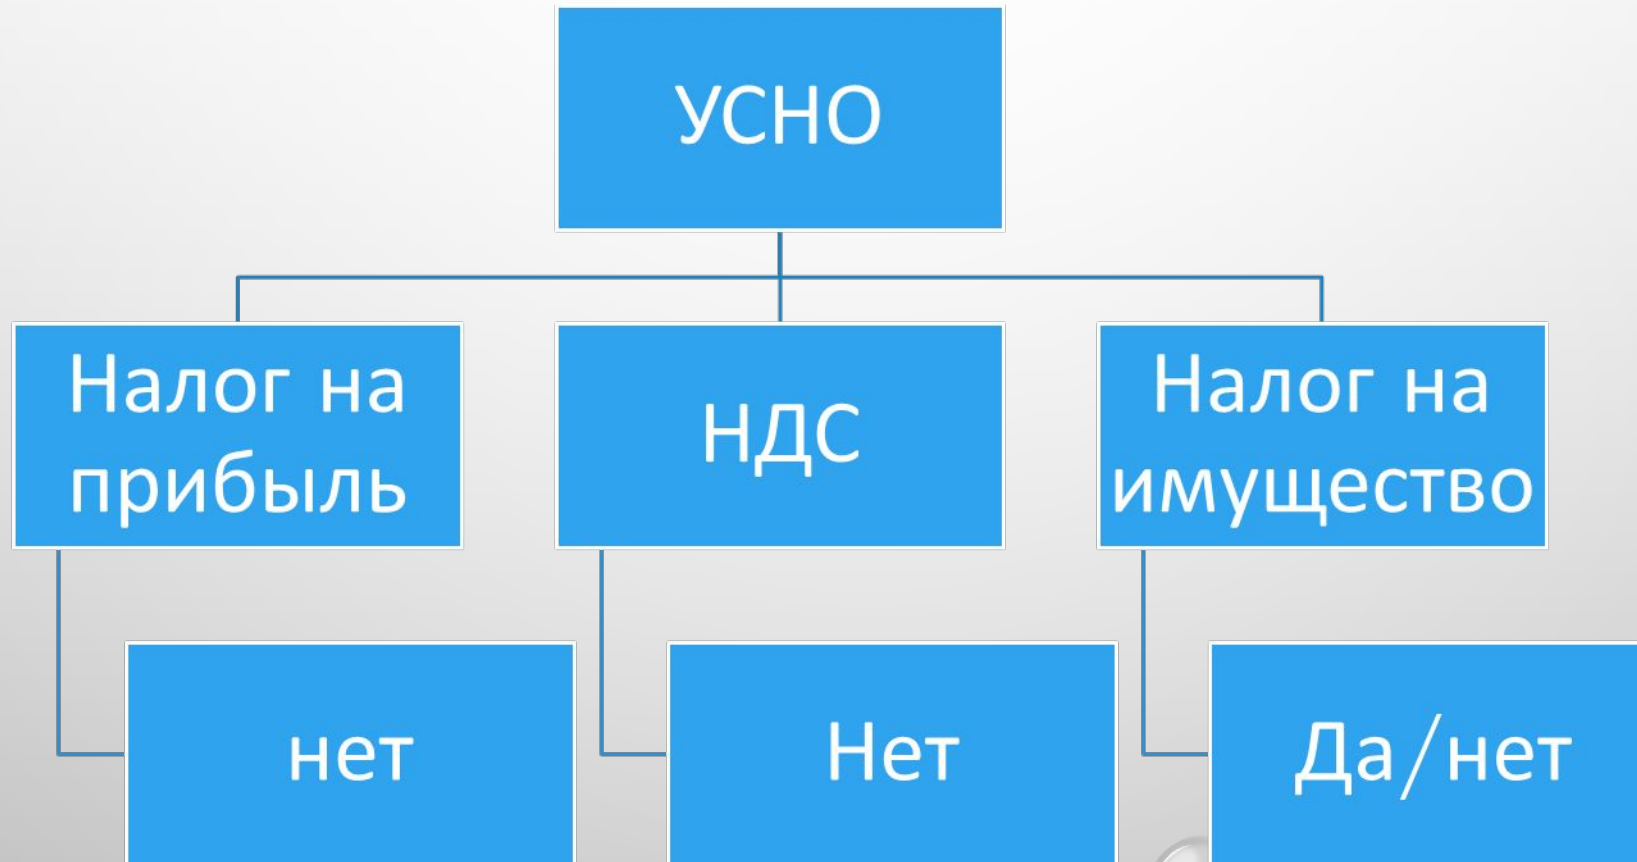 УСНО
Налог на
прибыль
НДС
Налог на
имущество
нет
Нет
Да/нет